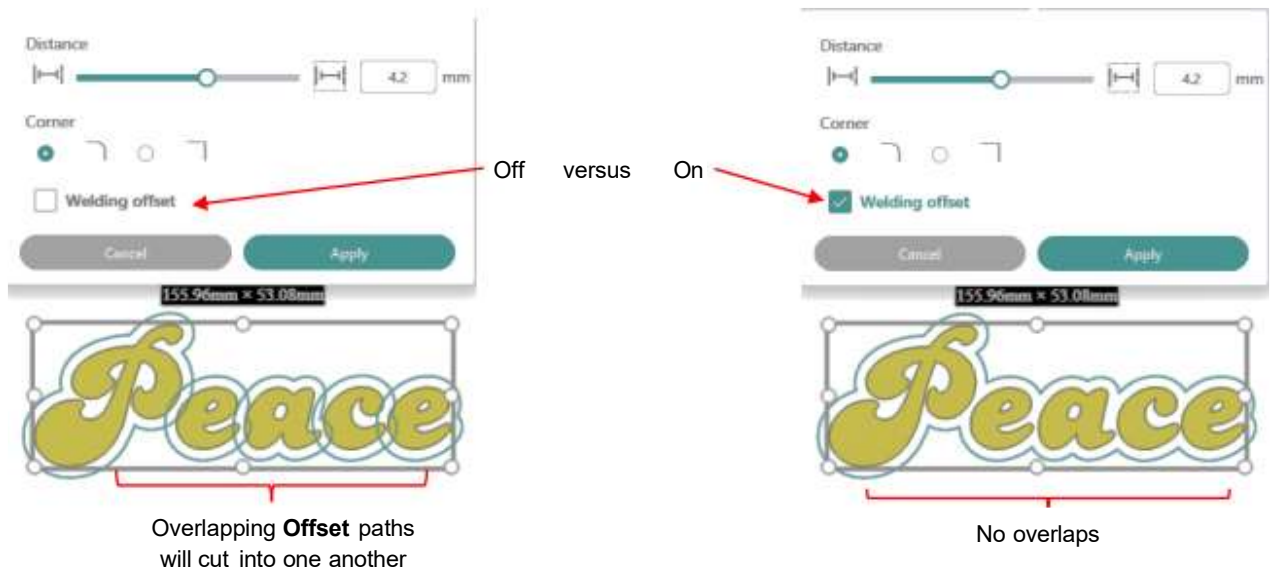 Distance
4.2 mm
Corner
Welding offset
Cancel Apply
155.96mm × 53.08mm
Peace
Overlapping Offset paths
will cut into one another
Off versus On
Distance
4.2 mm
Corner
Welding offset
Cancel Apply
155.96mm × 53.08mm
Peace
No overlaps